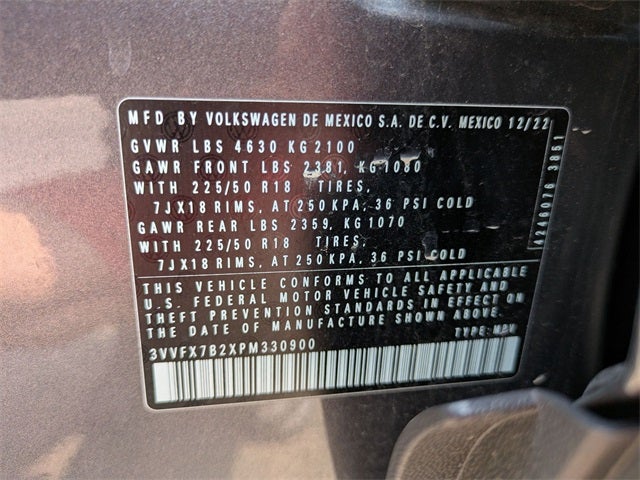 MFD BY VOLKSWAGEN DE MEXICO S.A. DE C.V. MEXICO 12/22
GVWR LBS 4630 KG 2100
GAWR FRONT LBS 2381, KG 1080
WITH 225/50 R18 TIRES,
7JX18 RIMS, AT 250 KPA, 36 PSI COLD
GAWR REAR LBS 2359, KG 1070
WITH 225/50 R18 TIRES,
7JX18 RIMS, AT 250 KPA, 36 PSI COLD
THIS VEHICLE CONFORMS TO ALL APPLICABLE
U.S. FEDERAL MOTOR VEHICLE SAFETY AND
THEFT PREVENTION STANDARDS IN EFFECT ON
THE DATE OF MANUFACTURE SHOWN ABOVE.
3VVFX7B2XPM330900 TYPE: MPV
4246076 3851